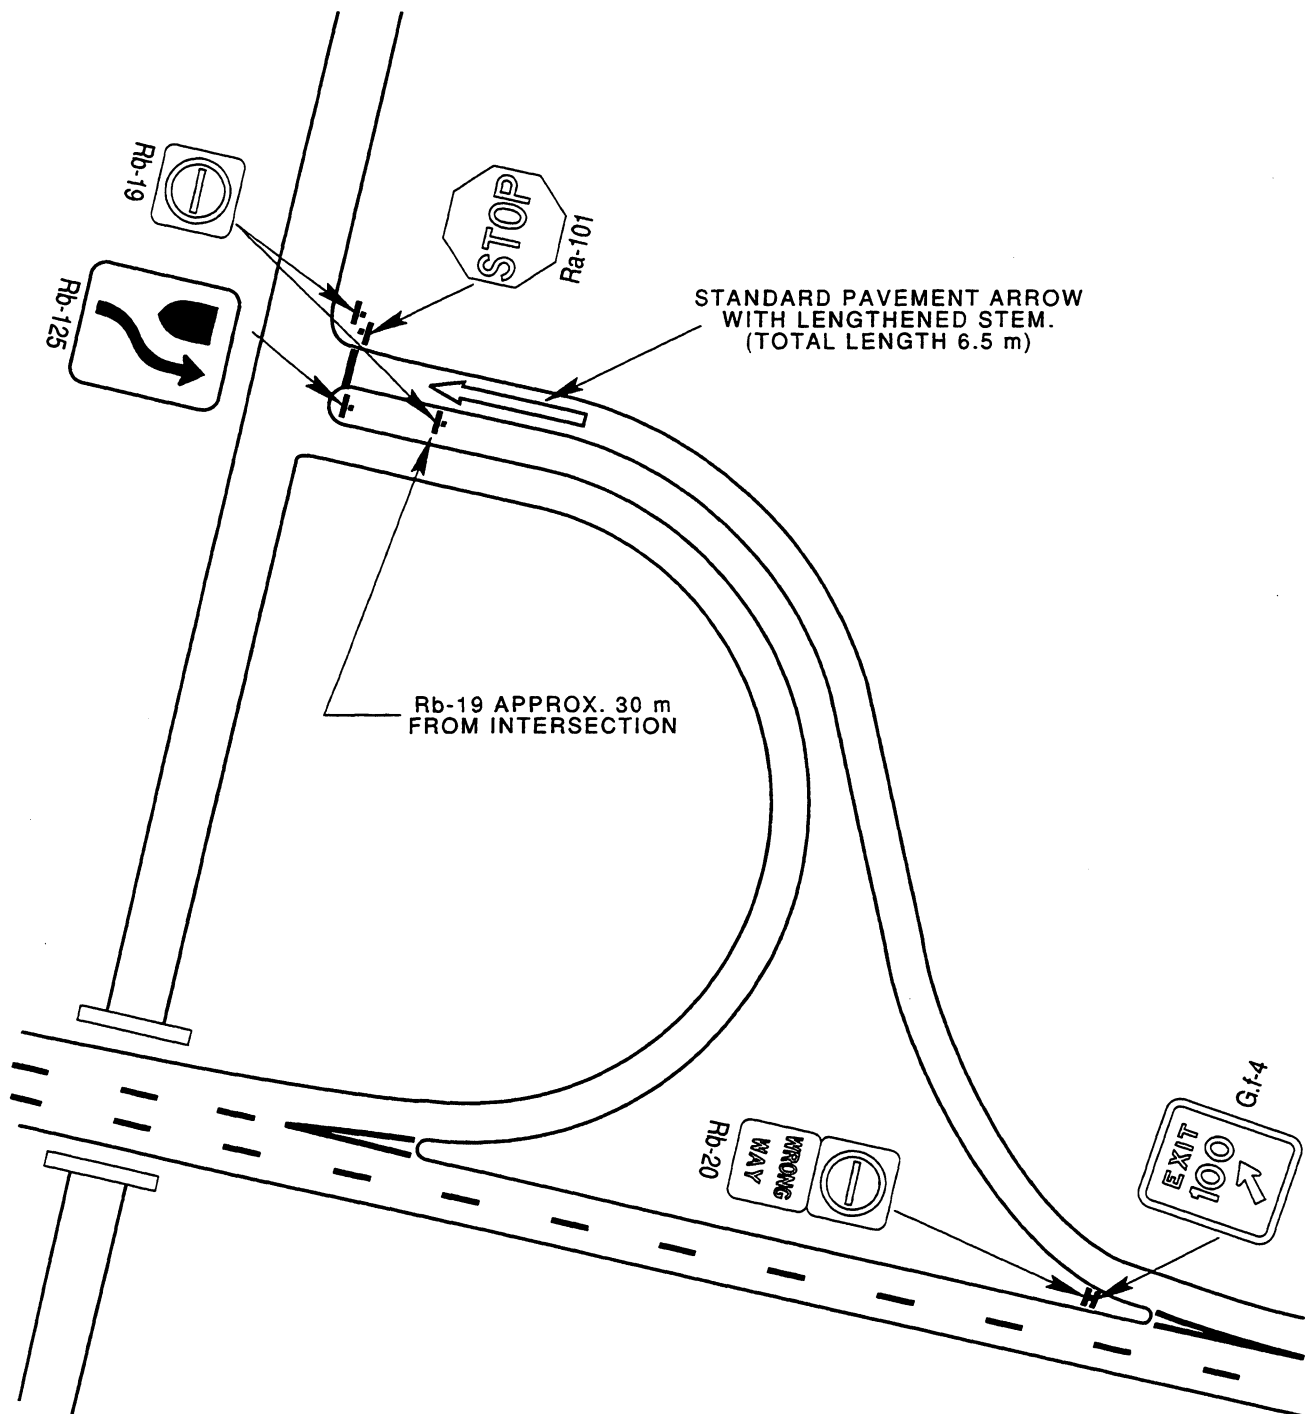 Rb-19
STOP
Ra-101
Rb-125
STANDARD PAVEMENT ARROW
WITH LENGTHENED STEM.
(TOTAL LENGTH 6.5 m)
Rb-19 APPROX. 30 m
FROM INTERSECTION
Rb-20
WRONG
WAY
G.f-4
EXIT
100